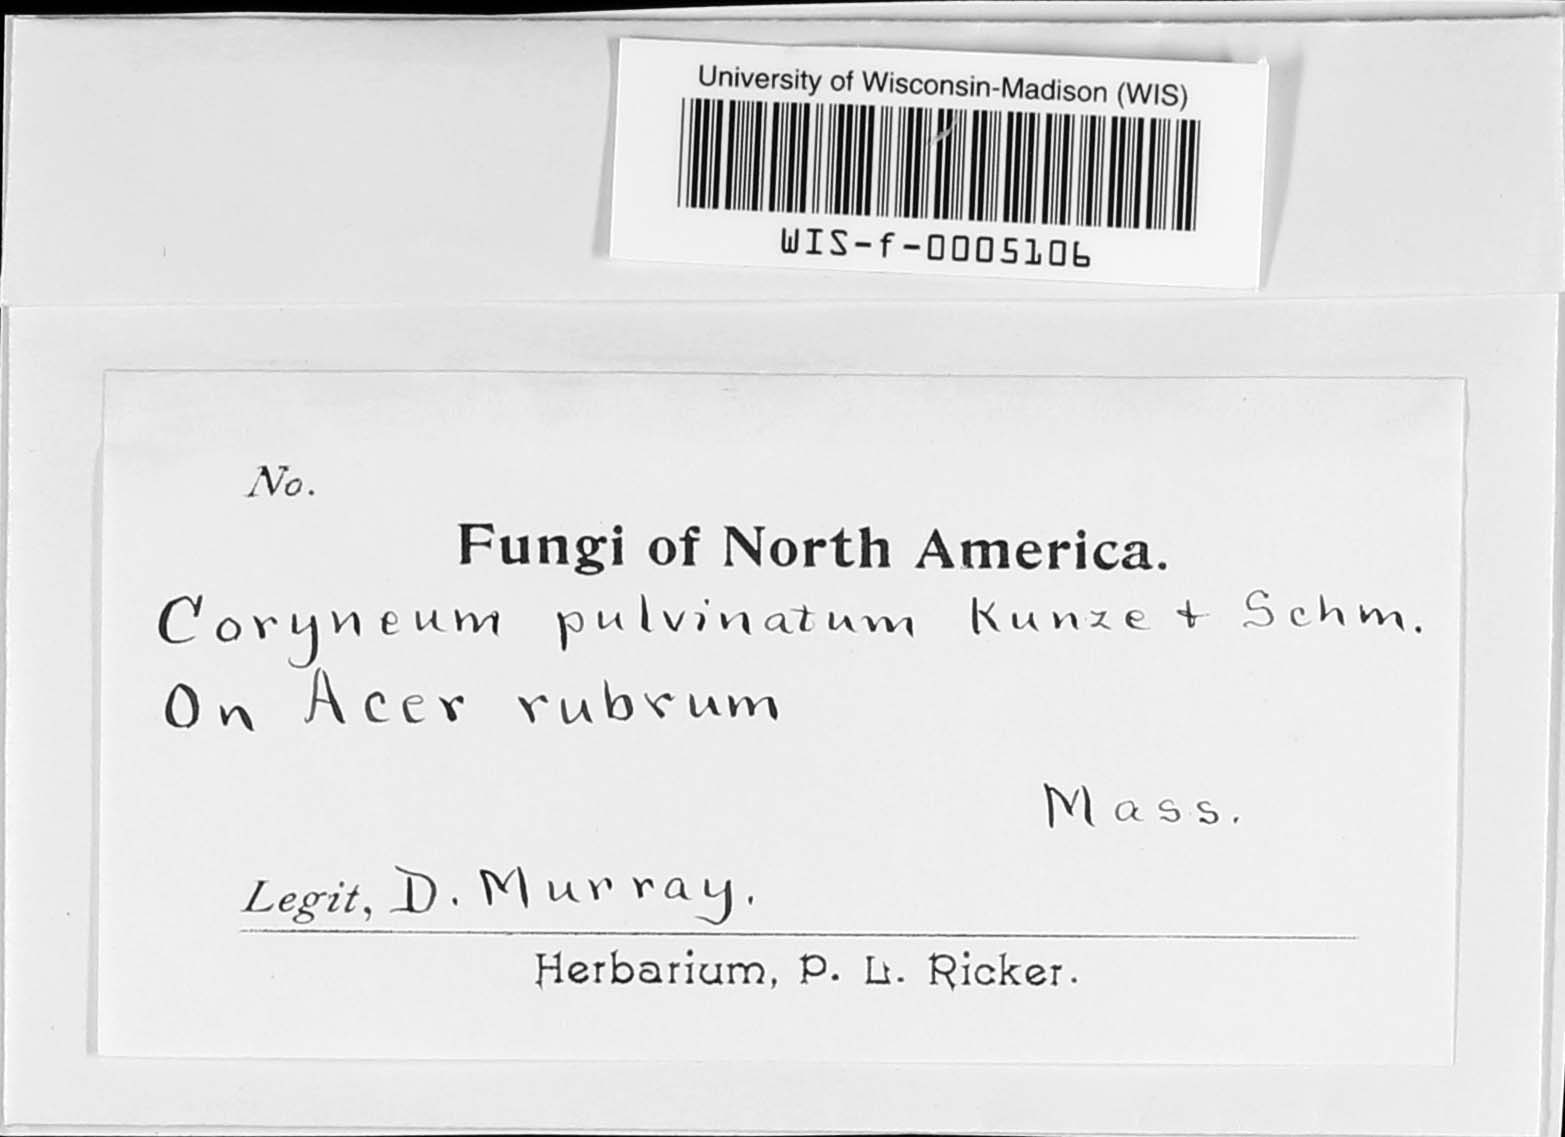 University of Wisconsin-Madison (WIS)
WIS-f-0005106
No.
Fungi of North America.
Coryneum pulvinatum Kunze + Schm.
On Acer rubrum
Mass.
Legit, D. Murray.
Herbarium, P. L. Ricker.